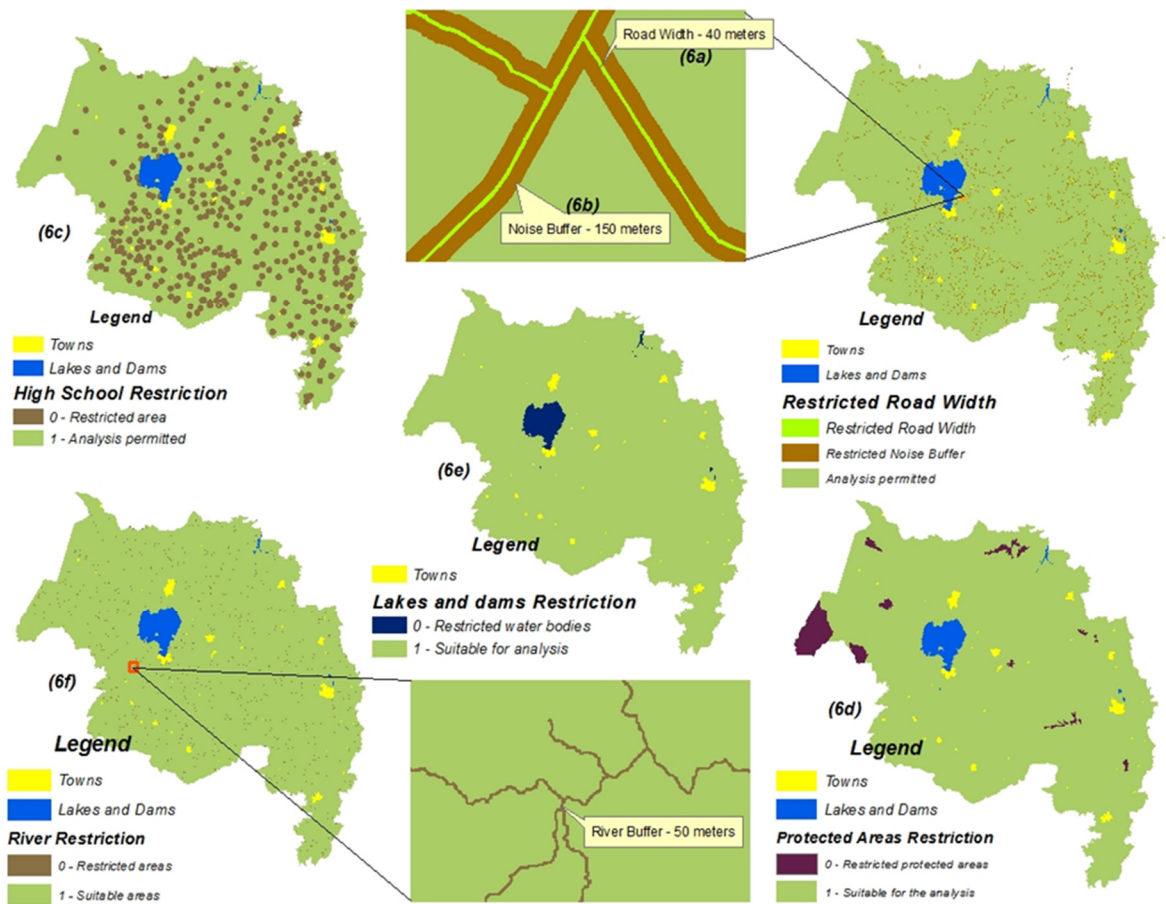 Road Width - 40 meters
(6a)
(6b)
Noise Buffer - 150 meters
(6c)
Legend
Towns
Lakes and Dams
High School Restriction
0 - Restricted area
1 - Analysis permitted
Legend
Towns
Lakes and Dams
Restricted Road Width
Restricted Road Width
Restricted Noise Buffer
Analysis permitted
(6e)
Legend
Towns
Lakes and dams Restriction
0 - Restricted water bodies
1 - Suitable for analysis
(6f)
Legend
Towns
Lakes and Dams
River Restriction
0 - Restricted areas
1 - Suitable areas
River Buffer - 50 meters
(6d)
Legend
Towns
Lakes and Dams
Protected Areas Restriction
0 - Restricted protected areas
1 - Suitable for the analysis